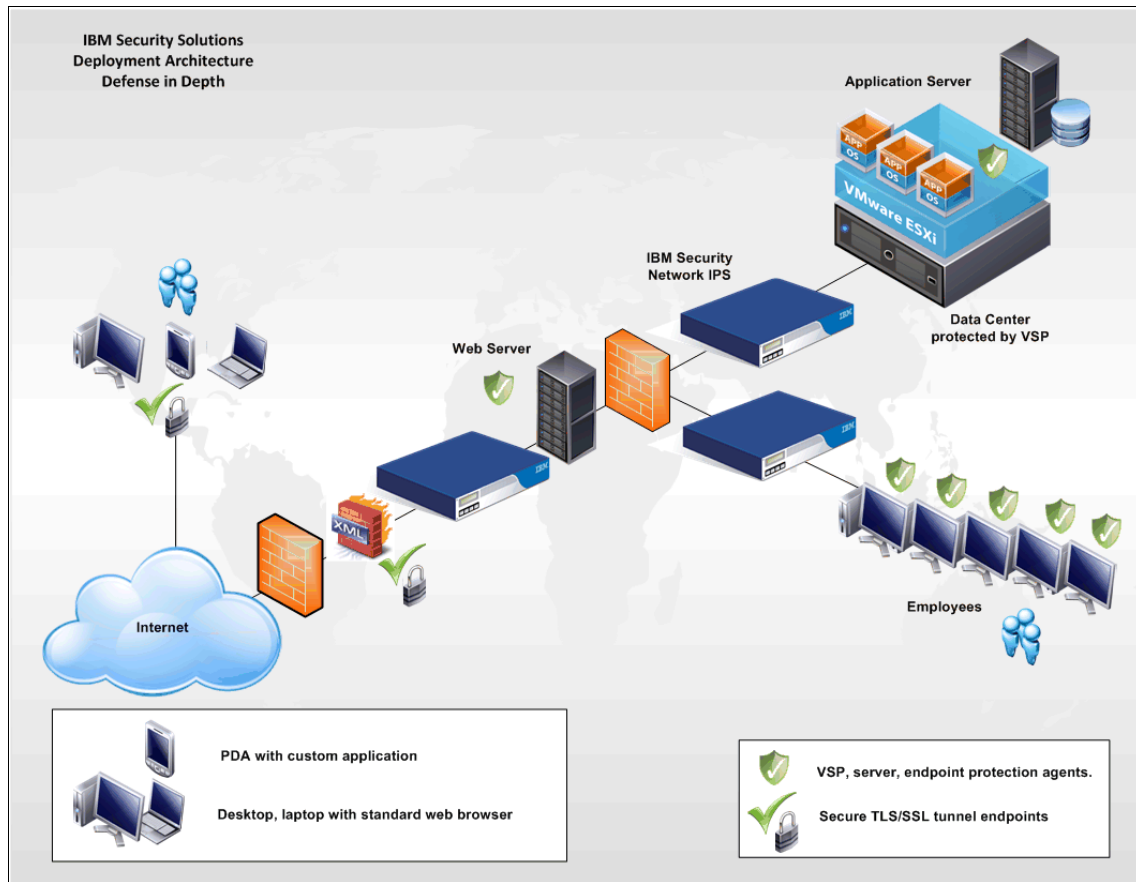 IBM Security Solutions
Deployment Architecture
Defense in Depth
Application Server
APP
OS
APP
OS
APP
OS
VMware ESXi
IBM Security
Network IPS
IBM
Data Center
protected by VSP
Web Server
IBM
IBM
XML
Internet
Employees
PDA with custom application
Desktop, laptop with standard web browser
VSP, server, endpoint protection agents.
Secure TLS/SSL tunnel endpoints